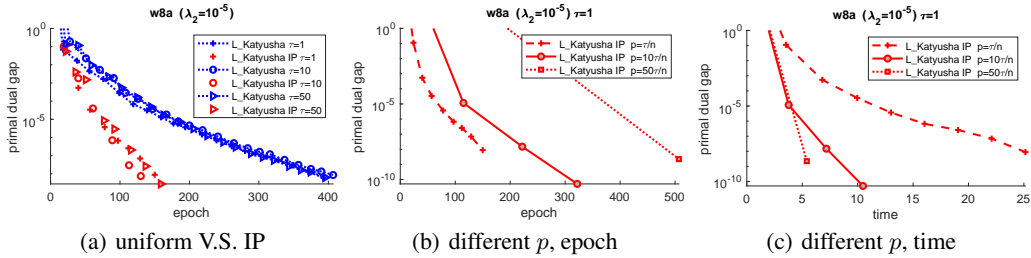 w8a (λ₂=10⁻⁵)
primal dual gap
10⁰
10⁻⁵
0 100 200 300 400
epoch
L_Katyusha τ=1
L_Katyusha IP τ=1
L_Katyusha τ=10
L_Katyusha IP τ=10
L_Katyusha τ=50
L_Katyusha IP τ=50
(a) uniform V.S. IP
w8a (λ₂=10⁻⁵) τ=1
primal dual gap
10⁰
10⁻⁵
10⁻¹⁰
0 100 200 300 400 500
epoch
L_Katyusha IP p=τ/n
L_Katyusha IP p=10τ/n
L_Katyusha IP p=50τ/n
(b) different p, epoch
w8a (λ₂=10⁻⁵) τ=1
primal dual gap
10⁰
10⁻⁵
10⁻¹⁰
0 5 10 15 20 25
time
L_Katyusha IP p=τ/n
L_Katyusha IP p=10τ/n
L_Katyusha IP p=50τ/n
(c) different p, time